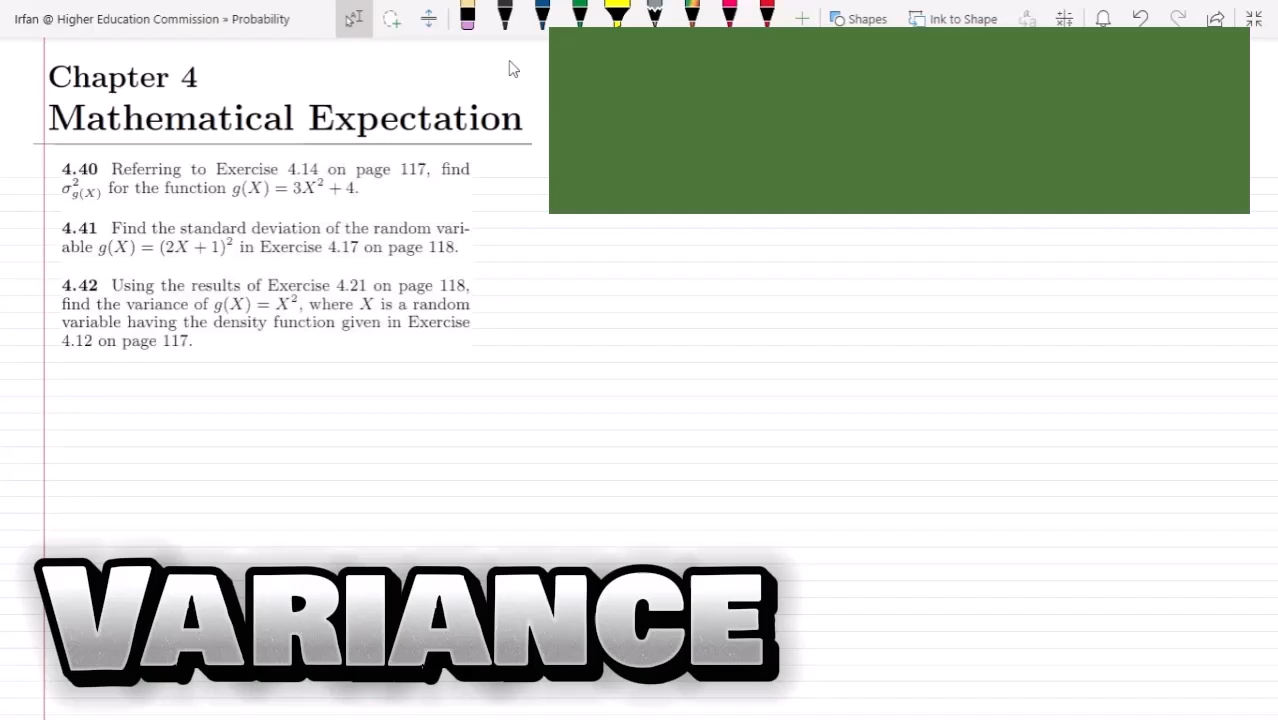 Irfan @ Higher Education Commission » Probability
Shapes
Ink to Shape
Chapter 4
Mathematical Expectation
4.40 Referring to Exercise 4.14 on page 117, find
σ²g(X) for the function g(X) = 3X² + 4.
4.41 Find the standard deviation of the random vari-
able g(X) = (2X + 1)² in Exercise 4.17 on page 118.
4.42 Using the results of Exercise 4.21 on page 118,
find the variance of g(X) = X², where X is a random
variable having the density function given in Exercise
4.12 on page 117.
VARIANCE